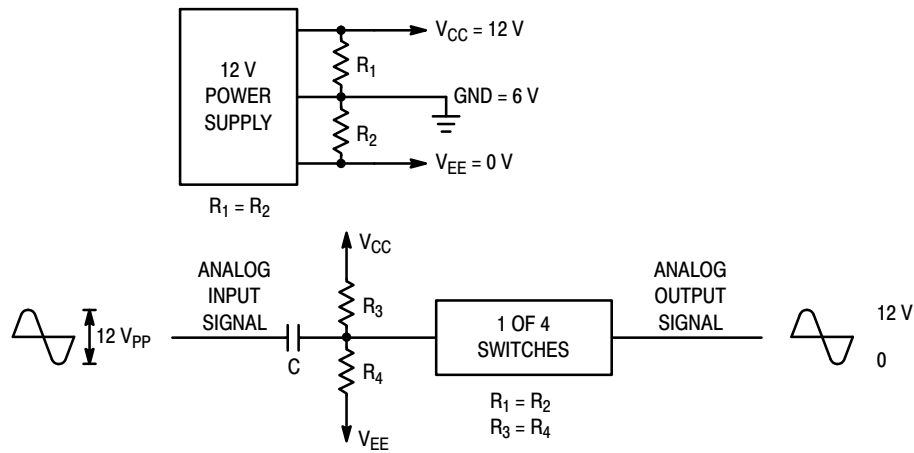 V_CC = 12 V
12 V
POWER
SUPPLY
R_1
GND = 6 V
R_2
V_EE = 0 V
R_1 = R_2
V_CC
ANALOG
INPUT
SIGNAL
R_3
ANALOG
OUTPUT
SIGNAL
12 V_PP
C
R_4
1 OF 4
SWITCHES
12 V
0
R_1 = R_2
R_3 = R_4
V_EE